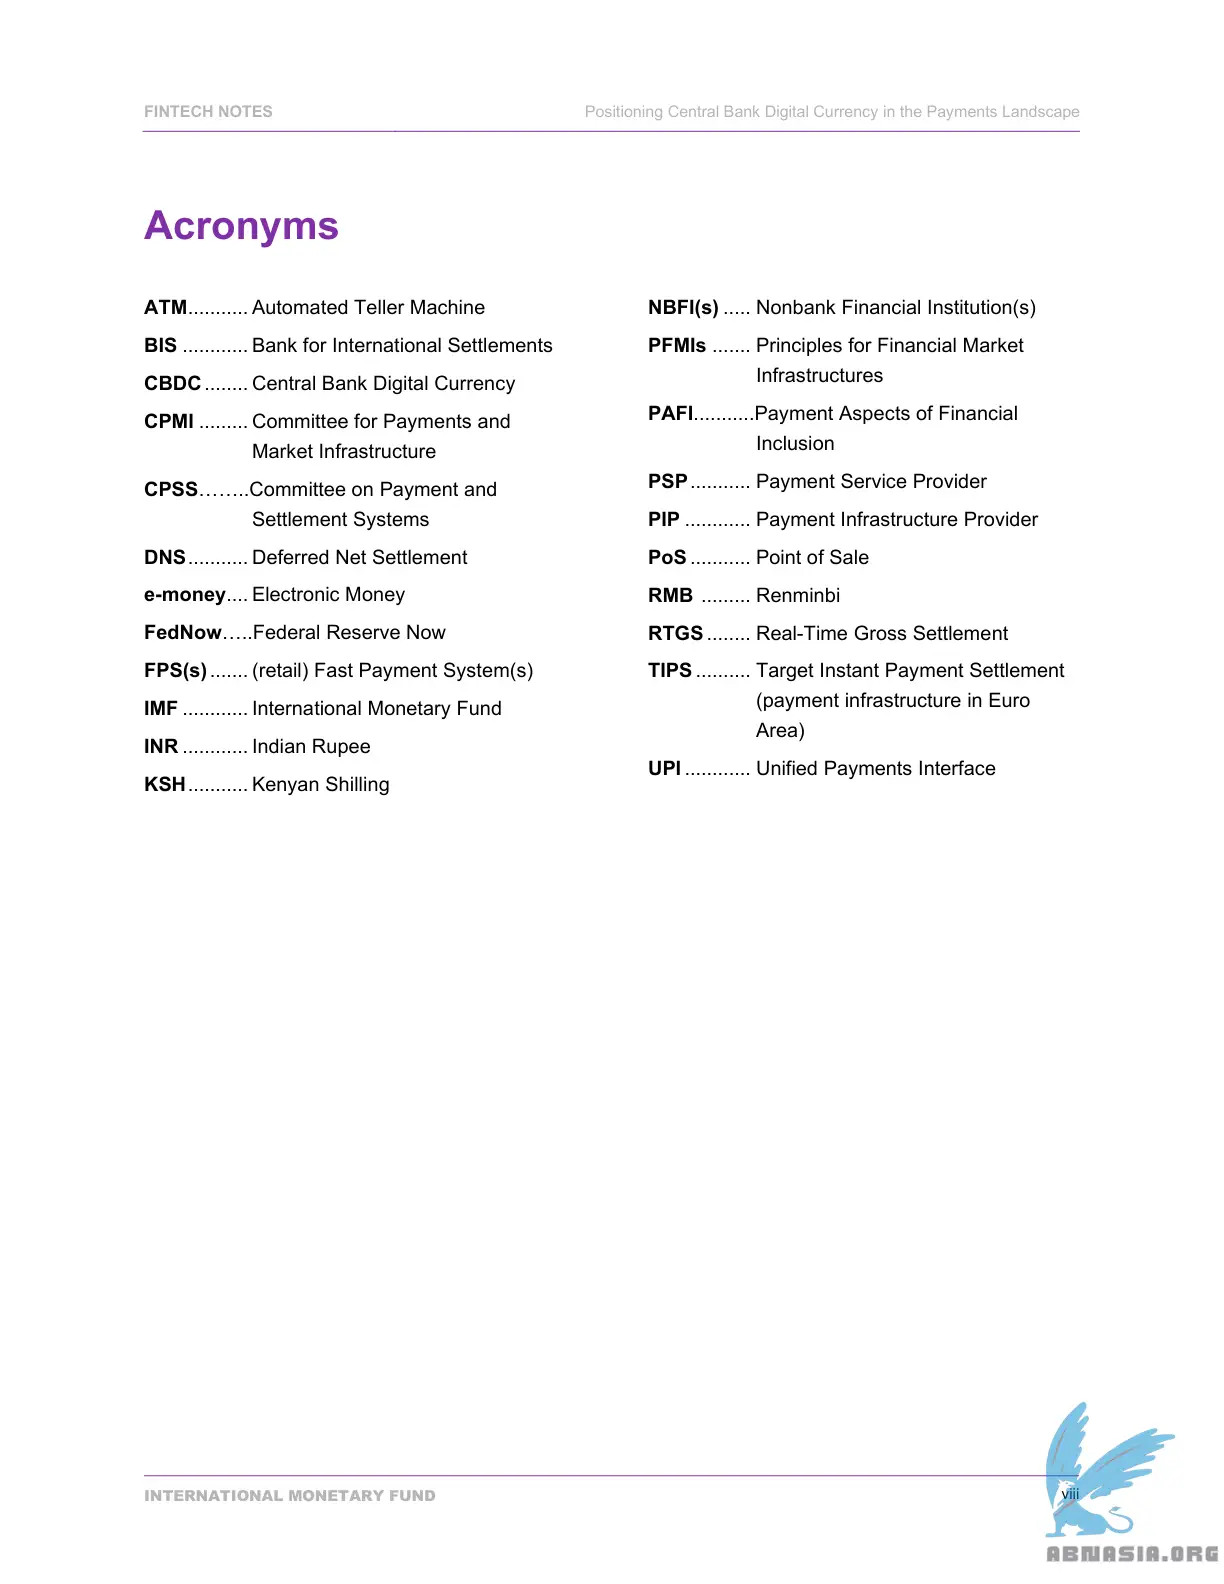 FINTECH NOTES Positioning Central Bank Digital Currency in the Payments Landscape
Acronyms
ATM........... Automated Teller Machine
BIS ............ Bank for International Settlements
CBDC ........ Central Bank Digital Currency
CPMI ......... Committee for Payments and
Market Infrastructure
CPSS……..Committee on Payment and
Settlement Systems
DNS........... Deferred Net Settlement
e-money.... Electronic Money
FedNow…..Federal Reserve Now
FPS(s) ....... (retail) Fast Payment System(s)
IMF ............ International Monetary Fund
INR ............ Indian Rupee
KSH........... Kenyan Shilling
NBFI(s) ..... Nonbank Financial Institution(s)
PFMIs ....... Principles for Financial Market
Infrastructures
PAFI...........Payment Aspects of Financial
Inclusion
PSP ........... Payment Service Provider
PIP ............ Payment Infrastructure Provider
PoS ........... Point of Sale
RMB ......... Renminbi
RTGS ........ Real-Time Gross Settlement
TIPS .......... Target Instant Payment Settlement
(payment infrastructure in Euro
Area)
UPI ............ Unified Payments Interface
INTERNATIONAL MONETARY FUND viii
ABNASIA.ORG